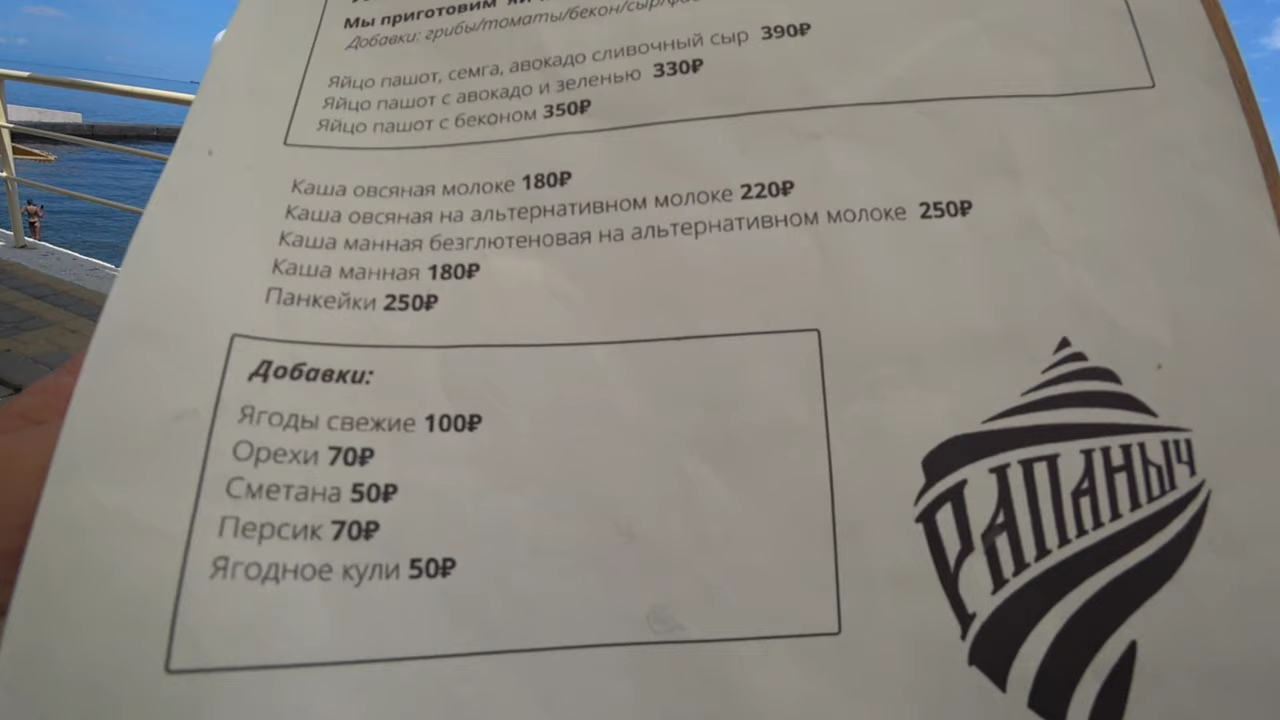 Мы приготовим
Добавки: грибы/томаты/бекон/сыр/
Яйцо пашот, семга, авокадо сливочный сыр 390₽
Яйцо пашот с авокадо и зеленью 330₽
Яйцо пашот с беконом 350₽
Каша овсяная молоке 180₽
Каша овсяная на альтернативном молоке 220₽
Каша манная безглютеновая на альтернативном молоке 250₽
Каша манная 180₽
Панкейки 250₽
Добавки:
Ягоды свежие 100₽
Орехи 70₽
Сметана 50₽
Персик 70₽
Ягодное кули 50₽
РАПАНЫЧ